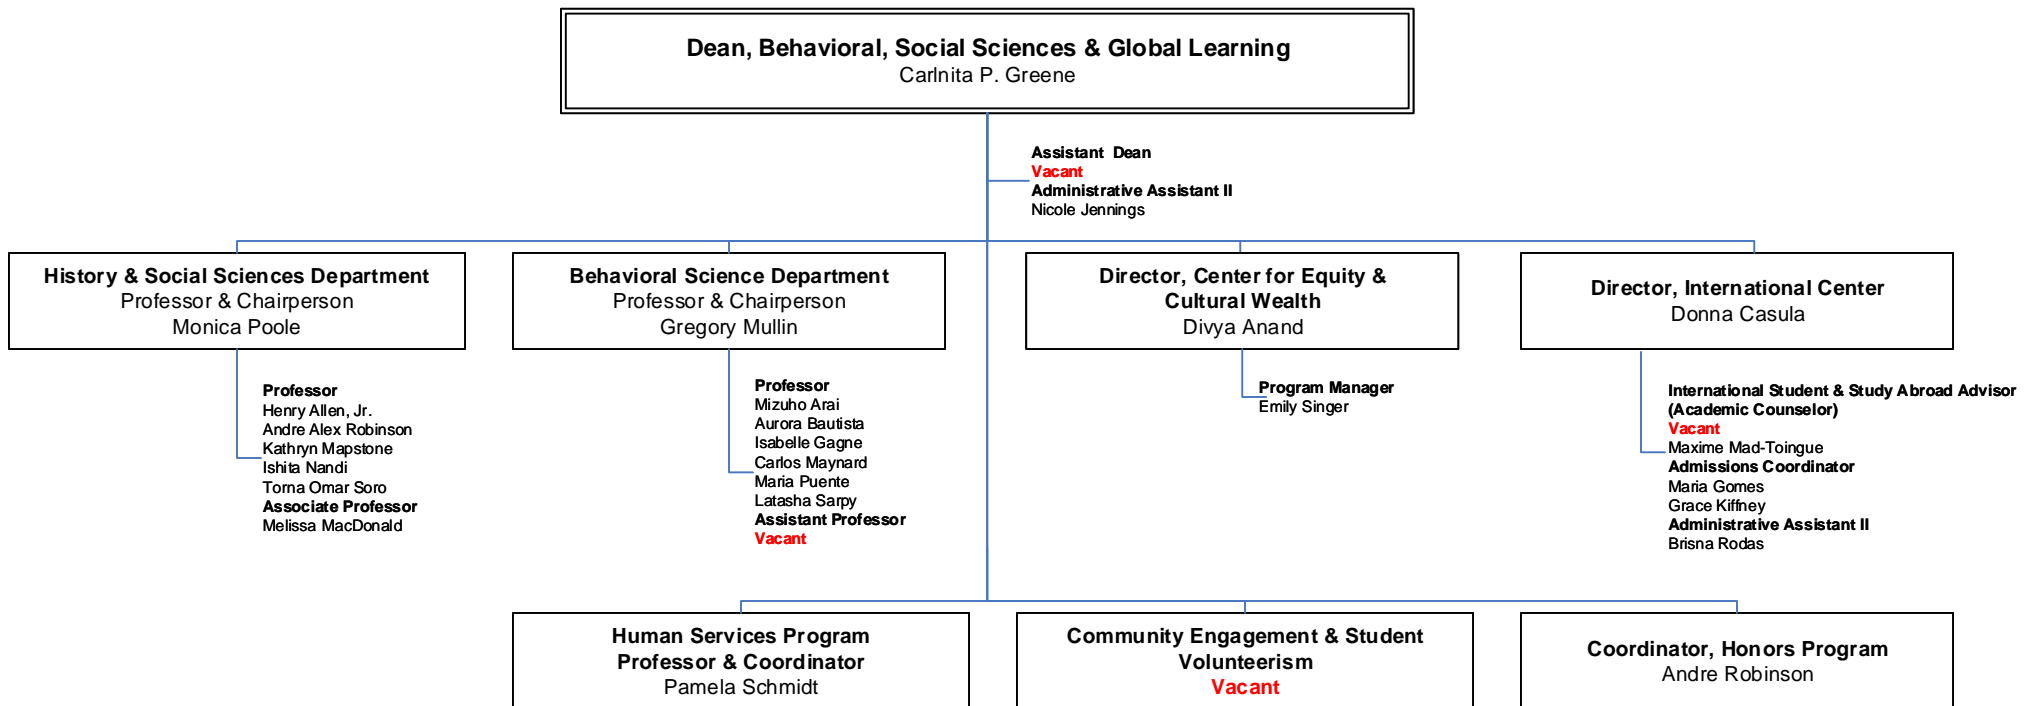 Dean, Behavioral, Social Sciences & Global Learning
Carlnita P. Greene
Assistant Dean
Vacant
Administrative Assistant II
Nicole Jennings
History & Social Sciences Department
Professor & Chairperson
Monica Poole
Behavioral Science Department
Professor & Chairperson
Gregory Mullin
Director, Center for Equity &
Cultural Wealth
Divya Anand
Director, International Center
Donna Casula
Professor
Henry Allen, Jr.
Andre Alex Robinson
Kathryn Mapstone
Ishita Nandi
Torna Omar Soro
Associate Professor
Melissa MacDonald
Professor
Mizuho Arai
Aurora Bautista
Isabelle Gagne
Carlos Maynard
Maria Puente
Latasha Sarpy
Assistant Professor
Vacant
Program Manager
Emily Singer
International Student & Study Abroad Advisor
(Academic Counselor)
Vacant
Maxime Mad-Toingue
Admissions Coordinator
Maria Gomes
Grace Kiffney
Administrative Assistant II
Brisna Rodas
Human Services Program
Professor & Coordinator
Pamela Schmidt
Community Engagement & Student
Volunteerism
Vacant
Coordinator, Honors Program
Andre Robinson